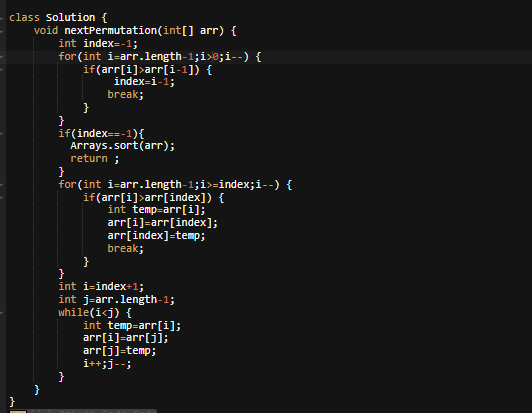 class Solution {
    void nextPermutation(int[] arr) {
        int index=-1;
        for(int i=arr.length-1;i>0;i--) {
            if(arr[i]>arr[i-1]) {
                 index=i-1;
                break;
            }
        }
        if(index==-1){
          Arrays.sort(arr);
          return ;
        }
        for(int i=arr.length-1;i>=index;i--) {
            if(arr[i]>arr[index]) {
                int temp=arr[i];
                arr[i]=arr[index];
                arr[index]=temp;
                break;
            }
        }
        int i=index+1;
        int j=arr.length-1;
        while(i<j) {
            int temp=arr[i];
            arr[i]=arr[j];
            arr[j]=temp;
            i++;j--;
        }
    }
}